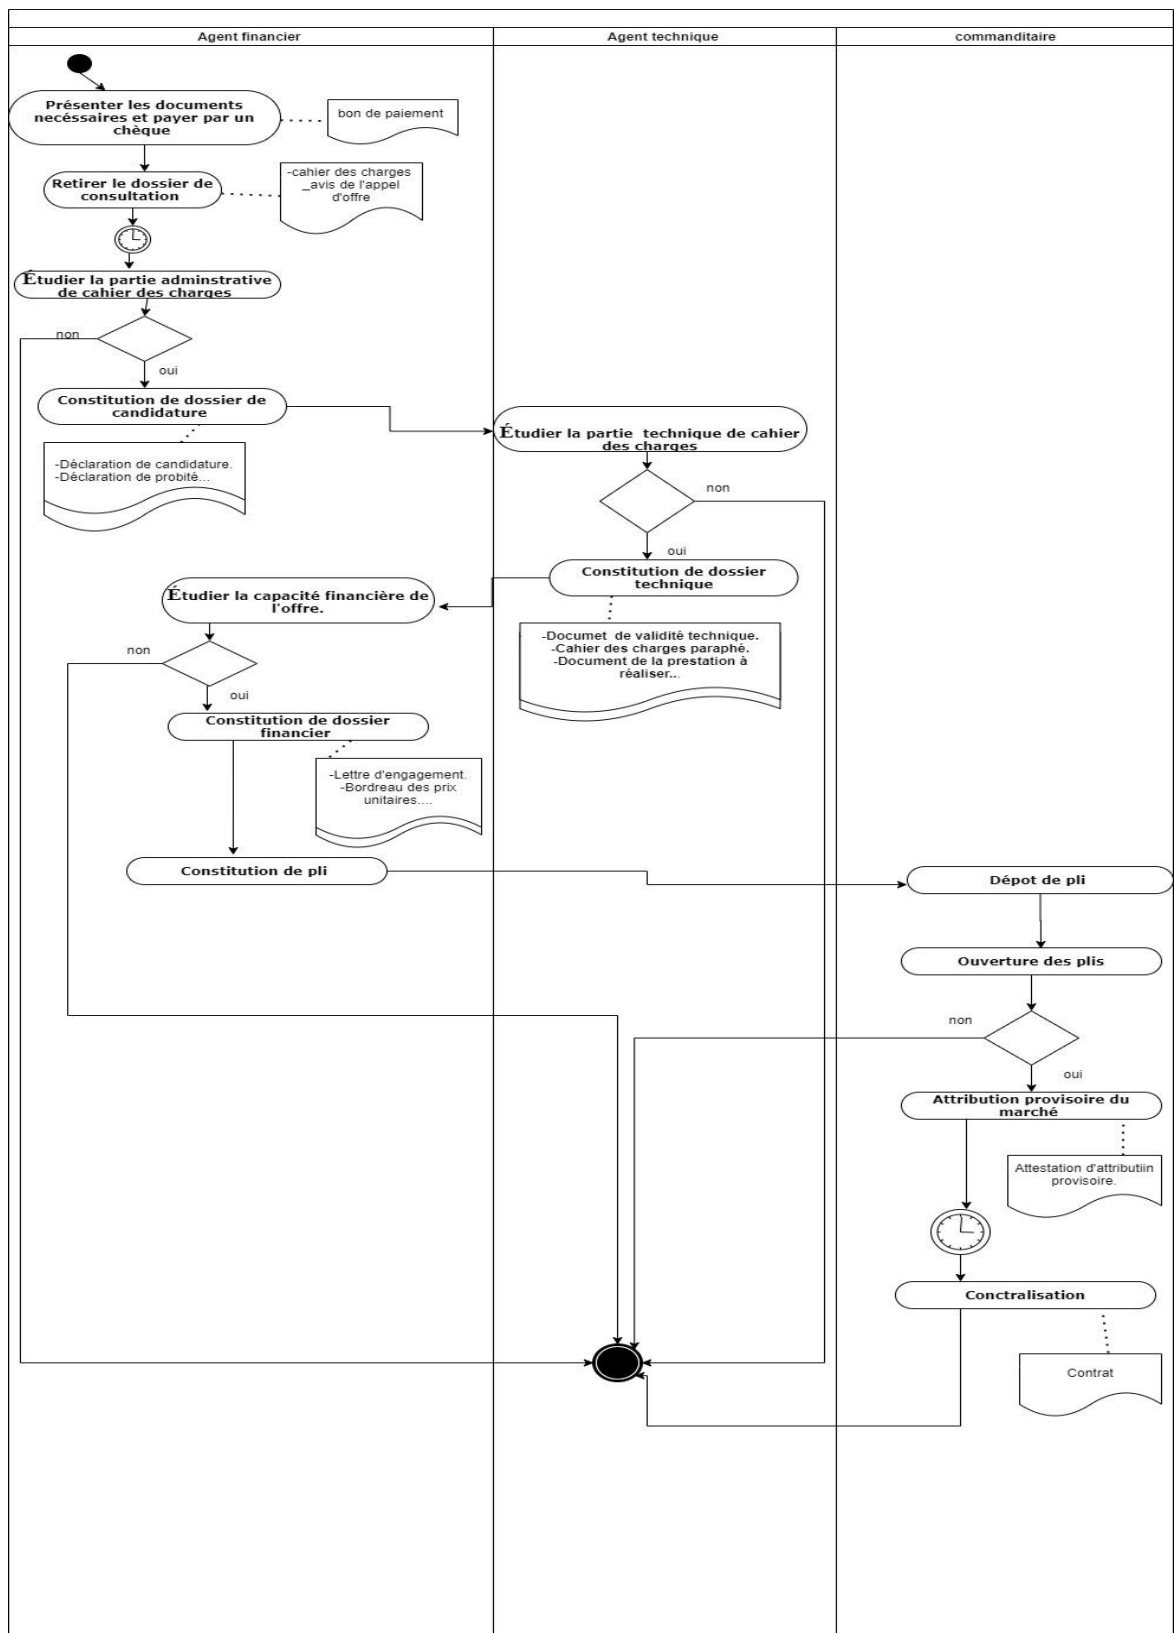 Agent financier
Agent technique
commanditaire
Présenter les documents
necéssaires et payer par un
chèque
bon de paiement
Retirer le dossier de
consultation
-cahier des charges
_avis de l'appel
d'offre
Étudier la partie adminstrative
de cahier des charges
non
oui
Constitution de dossier de
candidature
-Déclaration de candidature.
-Déclaration de probité...
Étudier la partie technique de cahier
des charges
non
oui
Constitution de dossier
technique
-Documet de validité technique.
-Cahier des charges paraphé.
-Document de la prestation à
réaliser...
Étudier la capacité financière de
l'offre.
non
oui
Constitution de dossier
financier
-Lettre d'engagement.
-Bordreau des prix
unitaires....
Constitution de pli
Dépot de pli
Ouverture des plis
non
oui
Attribution provisoire du
marché
Attestation d'attributiin
provisoire.
Conctralisation
Contrat